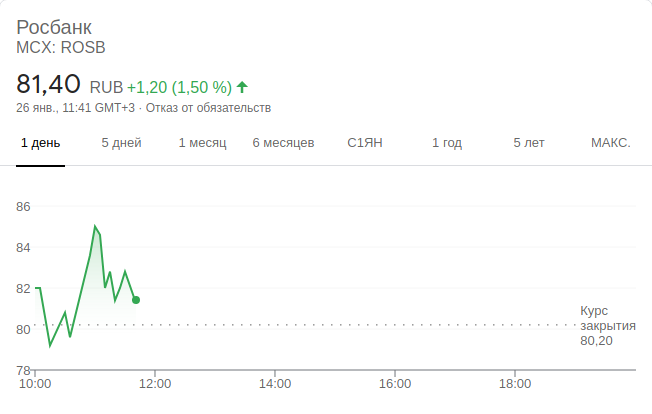 Росбанк
MCX: ROSB
81,40 RUB +1,20 (1,50 %)
26 янв., 11:41 GMT+3 · Отказ от обязательств
1 день 5 дней 1 месяц 6 месяцев С1ЯН 1 год 5 лет МАКС.
86
84
82
80
78
Курс
закрытия
80,20
10:00 12:00 14:00 16:00 18:00